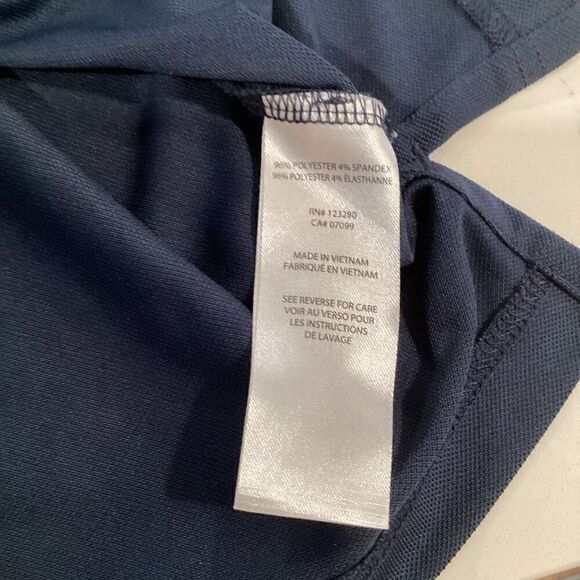 96% POLYESTER 4% SPANDEX
96% POLYESTER 4% ÉLASTHANNE
RN# 123280
CA# 07099
MADE IN VIETNAM
FABRIQUÉ EN VIETNAM
SEE REVERSE FOR CARE
VOIR AU VERSO POUR
LES INSTRUCTIONS
DE LAVAGE